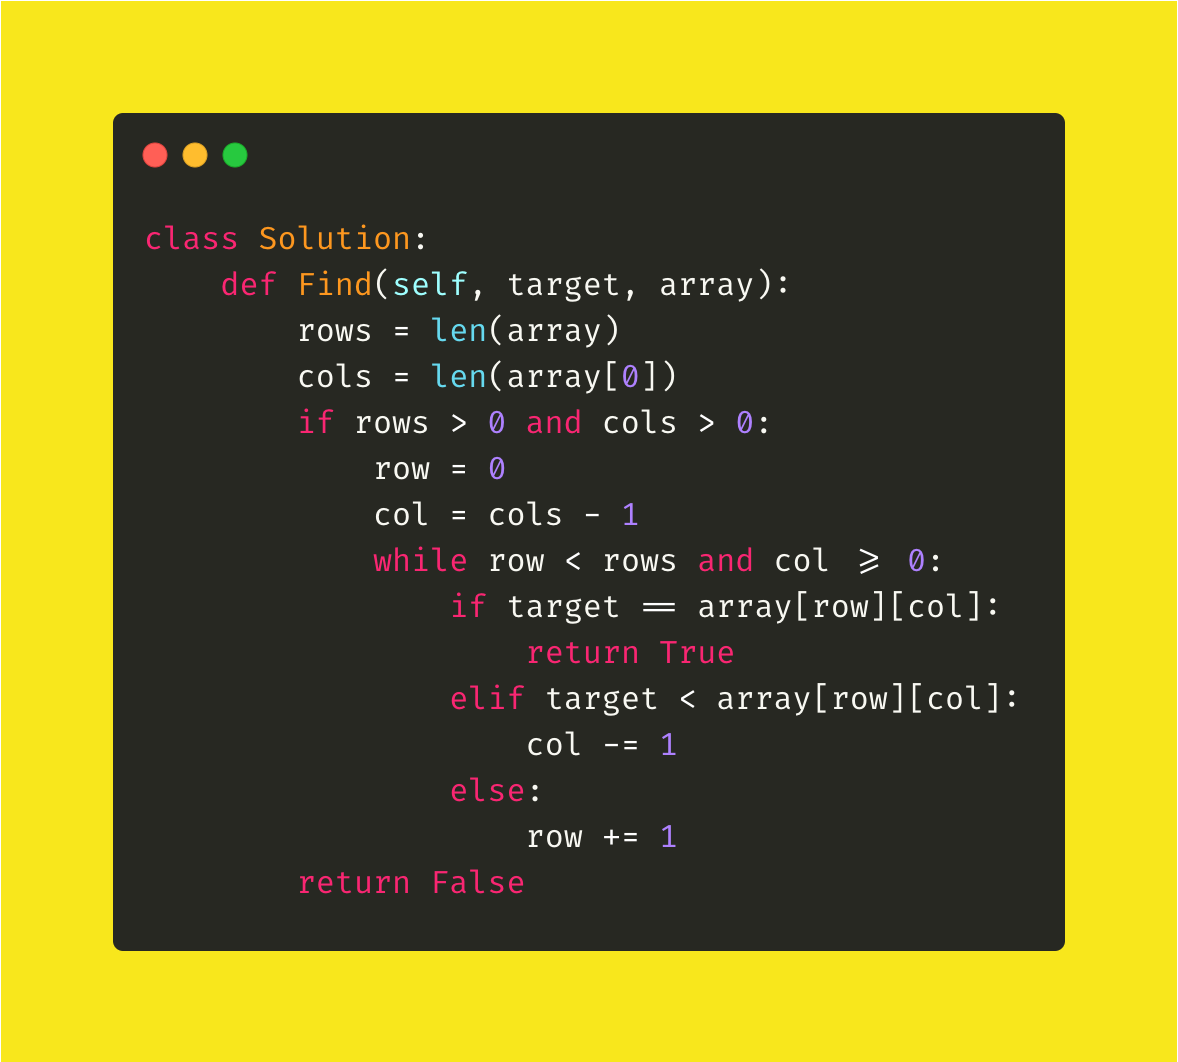 class Solution:
    def Find(self, target, array):
        rows = len(array)
        cols = len(array[0])
        if rows > 0 and cols > 0:
            row = 0
            col = cols - 1
            while row < rows and col >= 0:
                if target == array[row][col]:
                    return True
                elif target < array[row][col]:
                    col -= 1
                else:
                    row += 1
        return False